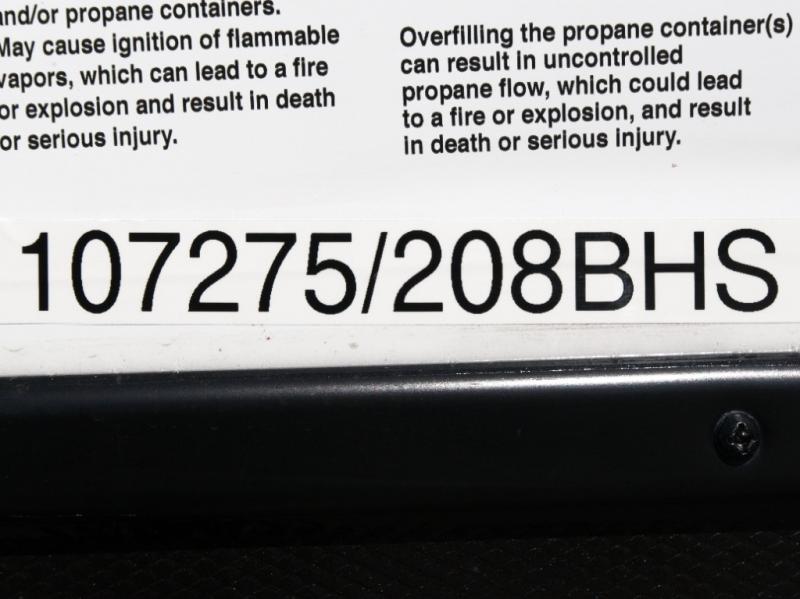 and/or propane containers.
May cause ignition of flammable
vapors, which can lead to a fire
or explosion and result in death
or serious injury.
Overfilling the propane container(s)
can result in uncontrolled
propane flow, which could lead
to a fire or explosion, and result
in death or serious injury.
107275/208BHS